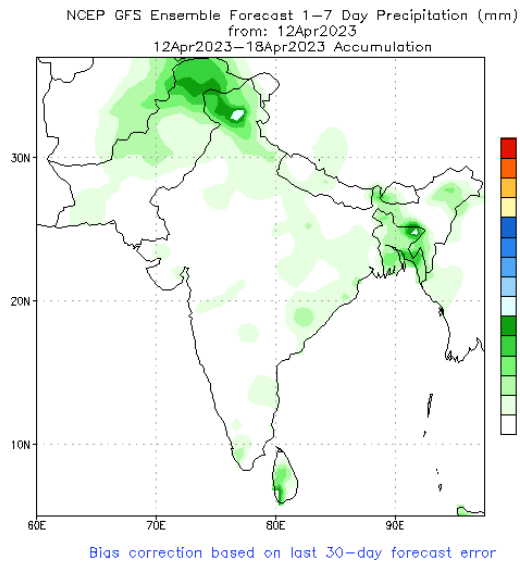 NCEP GFS Ensemble Forecast 1–7 Day Precipitation (mm)
from: 12Apr2023
12Apr2023–18Apr2023 Accumulation
30N
20N
10N
60E
70E
80E
90E
Bias correction based on last 30–day forecast error